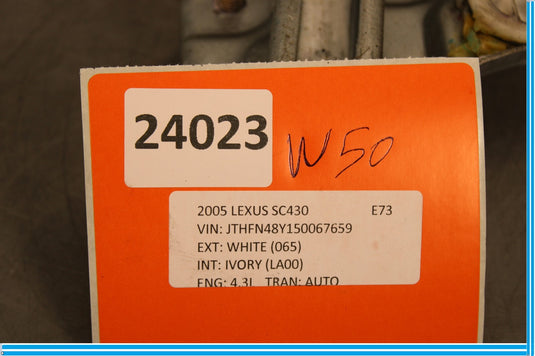 24023
W50
2005 LEXUS SC430 E73
VIN: JTHFN48Y150067659
EXT: WHITE (065)
INT: IVORY (LA00)
ENG: 4.3L TRAN: AUTO